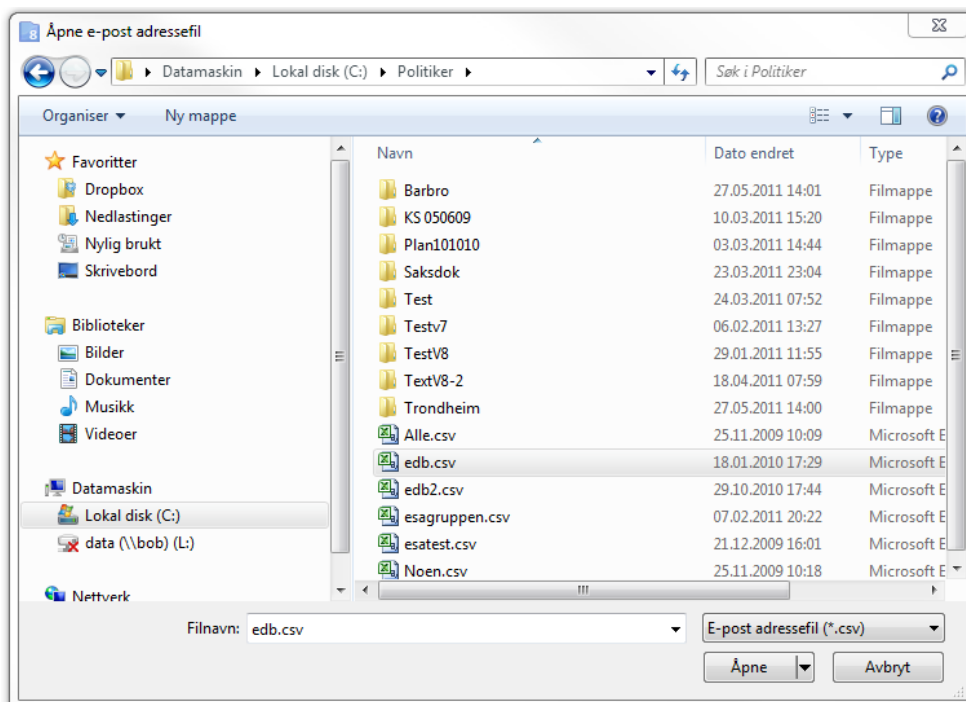 Åpne e-post adressefil
Datamaskin Lokal disk (C:) Politiker
Søk i Politiker
Organiser Ny mappe
Favoritter
Dropbox
Nedlastinger
Nylig brukt
Skrivebord
Biblioteker
Bilder
Dokumenter
Musikk
Videoer
Datamaskin
Lokal disk (C:)
data (\\bob) (L:)
Nettverk
Navn Dato endret Type
Barbro 27.05.2011 14:01 Filmappe
KS 050609 10.03.2011 15:20 Filmappe
Plan101010 03.03.2011 14:44 Filmappe
Saksdok 23.03.2011 23:04 Filmappe
Test 24.03.2011 07:52 Filmappe
Testv7 06.02.2011 13:27 Filmappe
TestV8 29.01.2011 11:55 Filmappe
TextV8-2 18.04.2011 07:59 Filmappe
Trondheim 27.05.2011 14:00 Filmappe
Alle.csv 25.11.2009 10:09 Microsoft E
edb.csv 18.01.2010 17:29 Microsoft E
edb2.csv 29.10.2010 17:44 Microsoft E
esagruppen.csv 07.02.2011 20:22 Microsoft E
esatest.csv 21.12.2009 16:01 Microsoft E
Noen.csv 25.11.2009 10:18 Microsoft E
Filnavn: edb.csv E-post adressefil (*.csv)
Åpne Avbryt